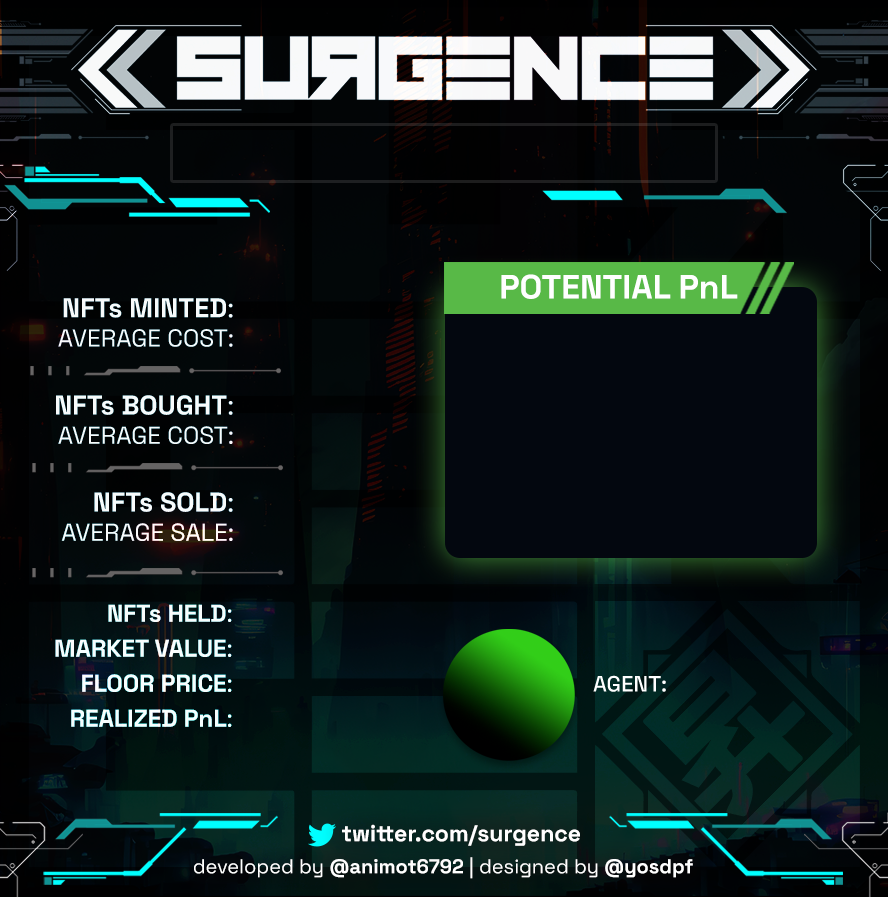 SURGENCE
POTENTIAL PnL
NFTs MINTED:
AVERAGE COST:
NFTs BOUGHT:
AVERAGE COST:
NFTs SOLD:
AVERAGE SALE:
NFTs HELD:
MARKET VALUE:
FLOOR PRICE:
REALIZED PnL:
AGENT:
twitter.com/surgence
developed by @animot6792 | designed by @yosdpf